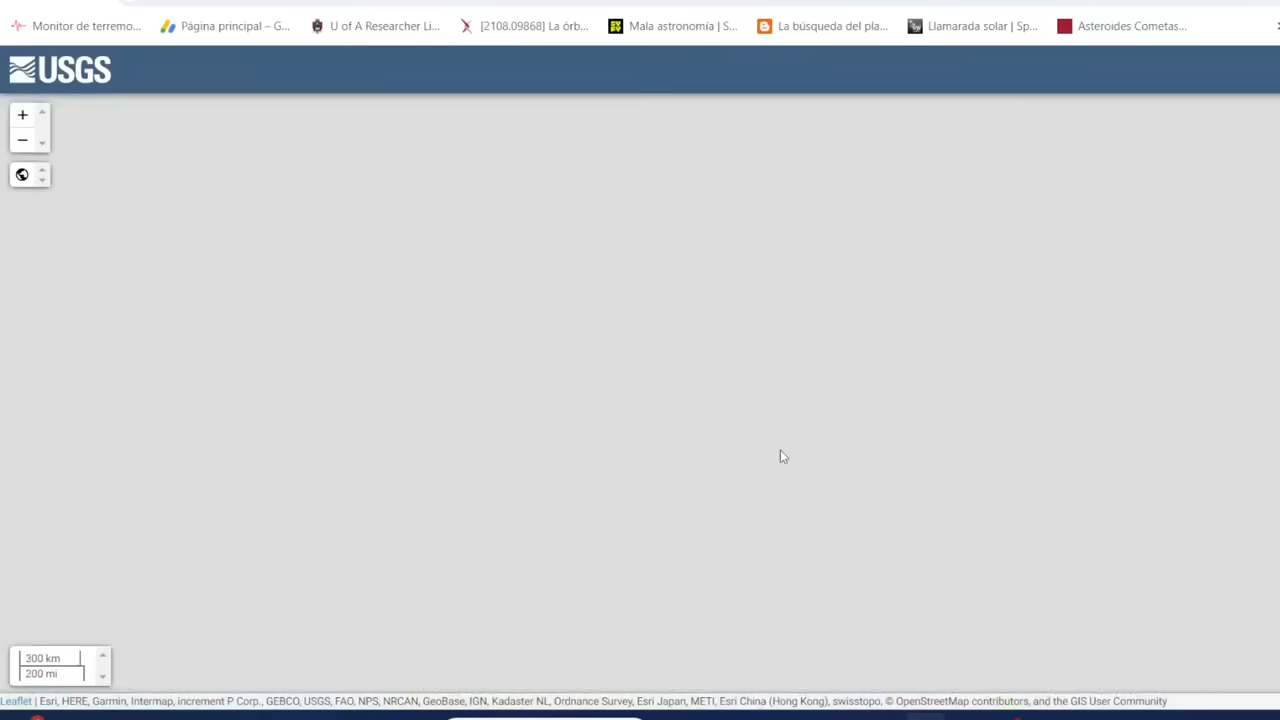 Monitor de terremo... Página principal – G... U of A Researcher Li... [2108.09868] La órb... Mala astronomía | S... La búsqueda del pla... Llamarada solar | Sp... Asteroides Cometas...
USGS
+
−
300 km
200 mi
Leaflet | Esri, HERE, Garmin, Intermap, increment P Corp., GEBCO, USGS, FAO, NPS, NRCAN, GeoBase, IGN, Kadaster NL, Ordnance Survey, Esri Japan, METI, Esri China (Hong Kong), swisstopo, © OpenStreetMap contributors, and the GIS User Community